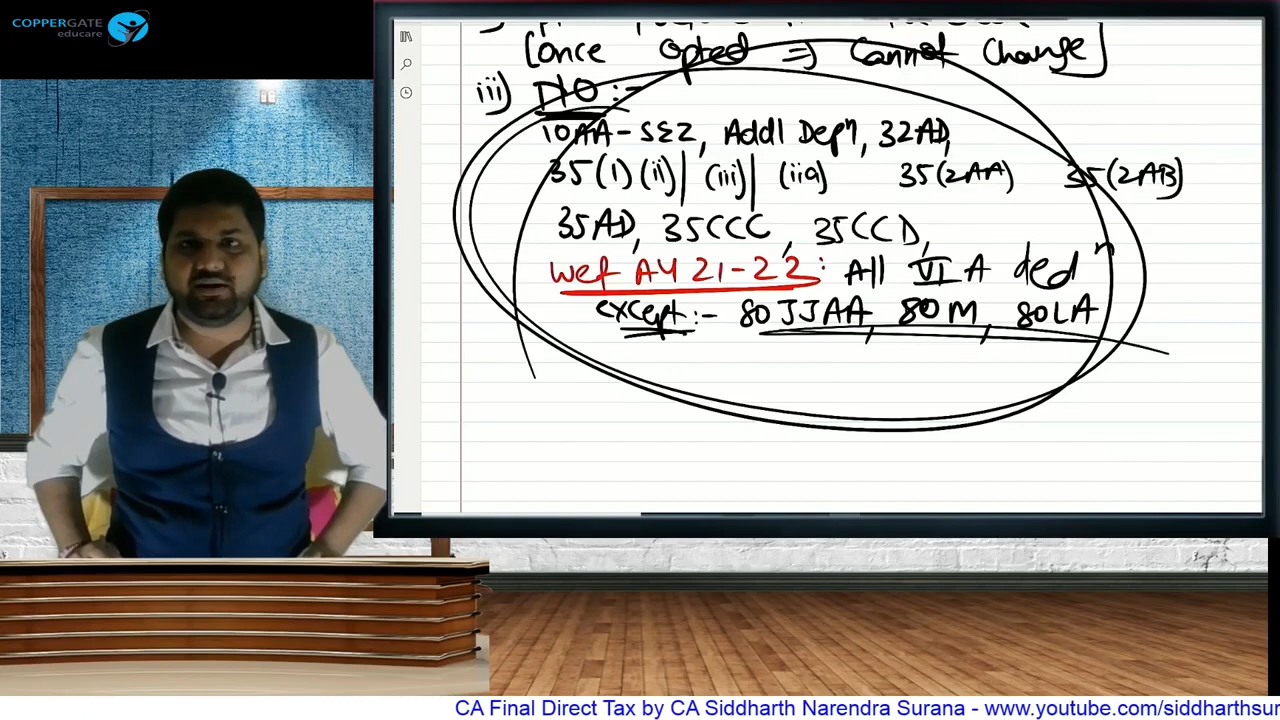 COPPERGATE
educare
[once opted => Cannot Change]
iii) NO :-
10AA - SEZ, Addl Depn, 32AD,
35(1)(ii)| (iii)| (iia) 35(2AA) 35(2AB)
35AD, 35CCC, 35CCD,
wef AY 21-22: All VI A dedn
except :- 80JJAA, 80M, 80LA
CA Final Direct Tax by CA Siddharth Narendra Surana - www.youtube.com/siddharthsur